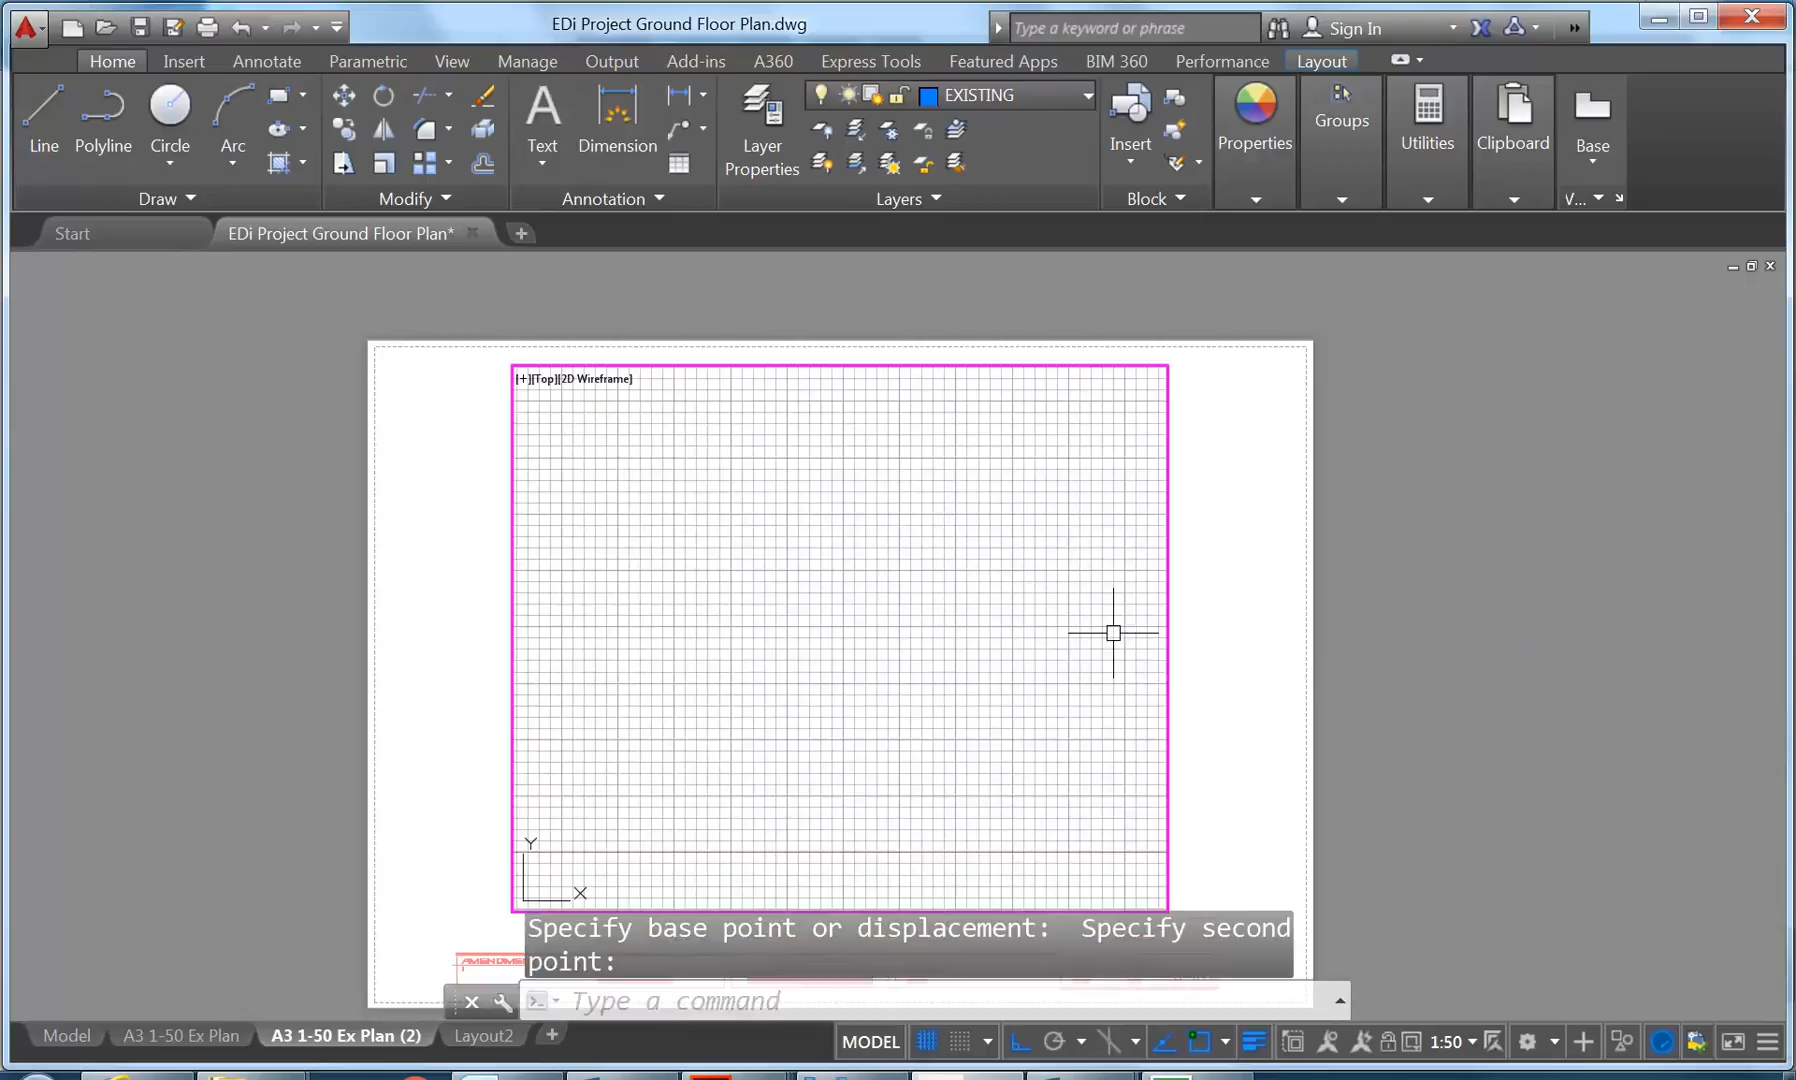 EDi Project Ground Floor Plan.dwg
Type a keyword or phrase
Sign In
Home Insert Annotate Parametric View Manage Output Add-ins A360 Express Tools Featured Apps BIM 360 Performance Layout
EXISTING
Line Polyline Circle Arc Text Dimension Layer Properties Insert Properties Groups Utilities Clipboard Base
Draw Modify Annotation Layers Block V...
Start EDi Project Ground Floor Plan* +
[+][Top][2D Wireframe]
Y
X
Specify base point or displacement: Specify second
point:
Type a command
Model A3 1-50 Ex Plan A3 1-50 Ex Plan (2) Layout2 +
MODEL 1:50